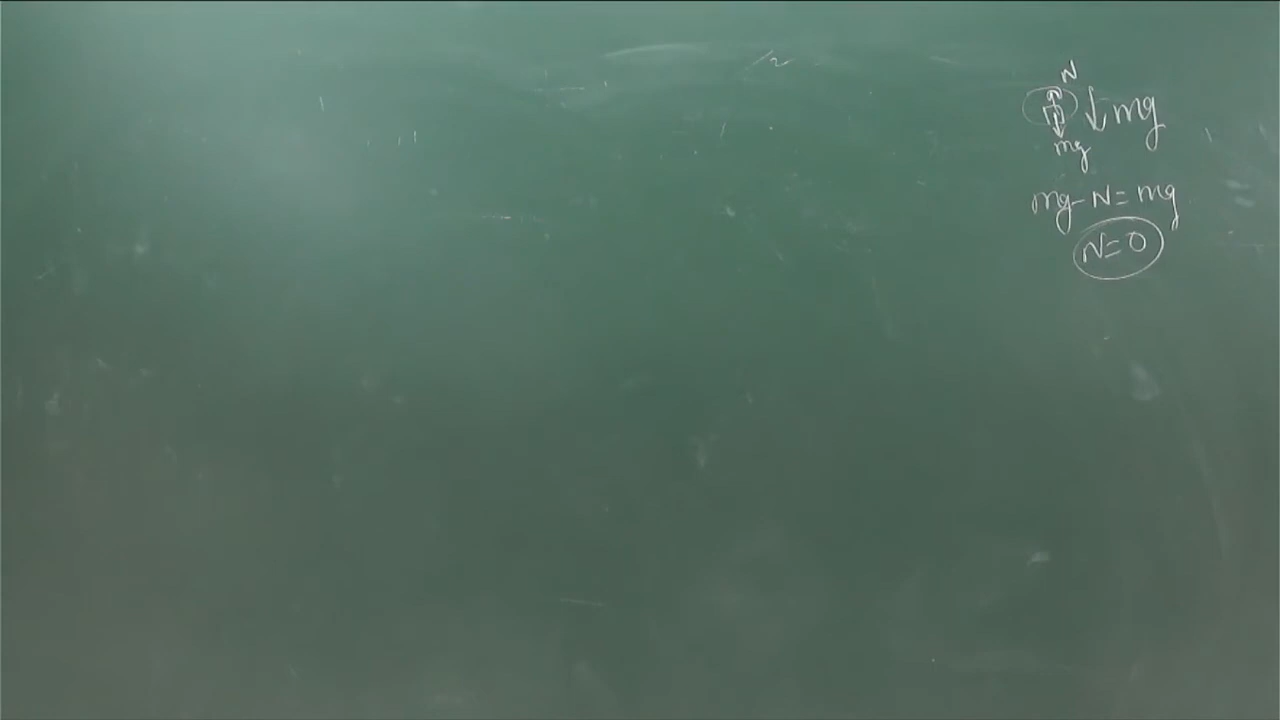 N
mg
mg
mg - N = mg
N = 0